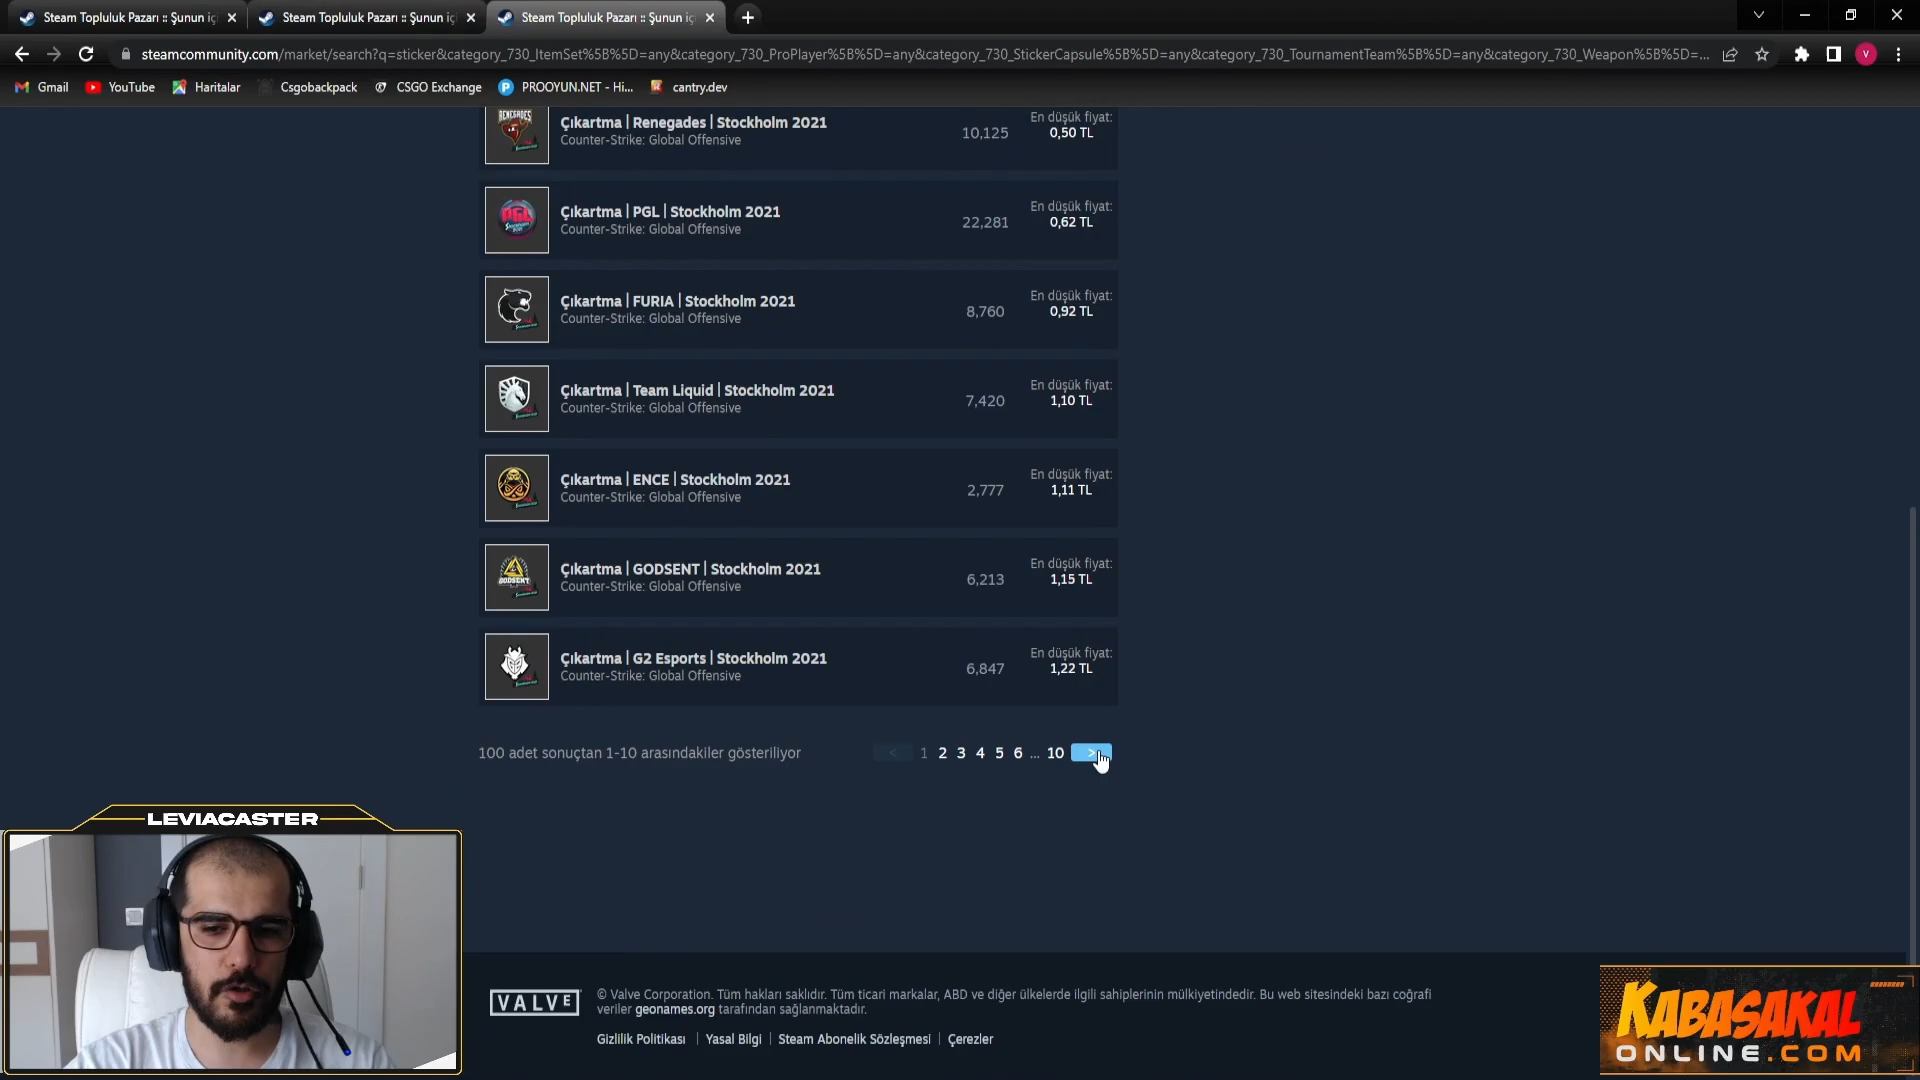 Steam Topluluk Pazarı :: Şunun içi
Steam Topluluk Pazarı :: Şunun içi
Steam Topluluk Pazarı :: Şunun içi
steamcommunity.com/market/search?q=sticker&category_730_ItemSet%5B%5D=any&category_730_ProPlayer%5B%5D=any&category_730_StickerCapsule%5B%5D=any&category_730_TournamentTeam%5B%5D=any&category_730_Weapon%5B%5D=...
V
Gmail
YouTube
Haritalar
Csgobackpack
CSGO Exchange
PROOYUN.NET - Hi...
cantry.dev
RENEGADES
Çıkartma | Renegades | Stockholm 2021
Counter-Strike: Global Offensive
10,125
En düşük fiyat:
0,50 TL
PGL
Çıkartma | PGL | Stockholm 2021
Counter-Strike: Global Offensive
22,281
En düşük fiyat:
0,62 TL
Çıkartma | FURIA | Stockholm 2021
Counter-Strike: Global Offensive
8,760
En düşük fiyat:
0,92 TL
Çıkartma | Team Liquid | Stockholm 2021
Counter-Strike: Global Offensive
7,420
En düşük fiyat:
1,10 TL
Çıkartma | ENCE | Stockholm 2021
Counter-Strike: Global Offensive
2,777
En düşük fiyat:
1,11 TL
GODSENT
Çıkartma | GODSENT | Stockholm 2021
Counter-Strike: Global Offensive
6,213
En düşük fiyat:
1,15 TL
Çıkartma | G2 Esports | Stockholm 2021
Counter-Strike: Global Offensive
6,847
En düşük fiyat:
1,22 TL
100 adet sonuçtan 1-10 arasındakiler gösteriliyor
< 1 2 3 4 5 6 ... 10 >
LEVIACASTER
VALVE
© Valve Corporation. Tüm hakları saklıdır. Tüm ticari markalar, ABD ve diğer ülkelerde ilgili sahiplerinin mülkiyetindedir. Bu web sitesindeki bazı coğrafi
veriler geonames.org tarafından sağlanmaktadır.
Gizlilik Politikası | Yasal Bilgi | Steam Abonelik Sözleşmesi | Çerezler
KABASAKAL
ONLINE.COM